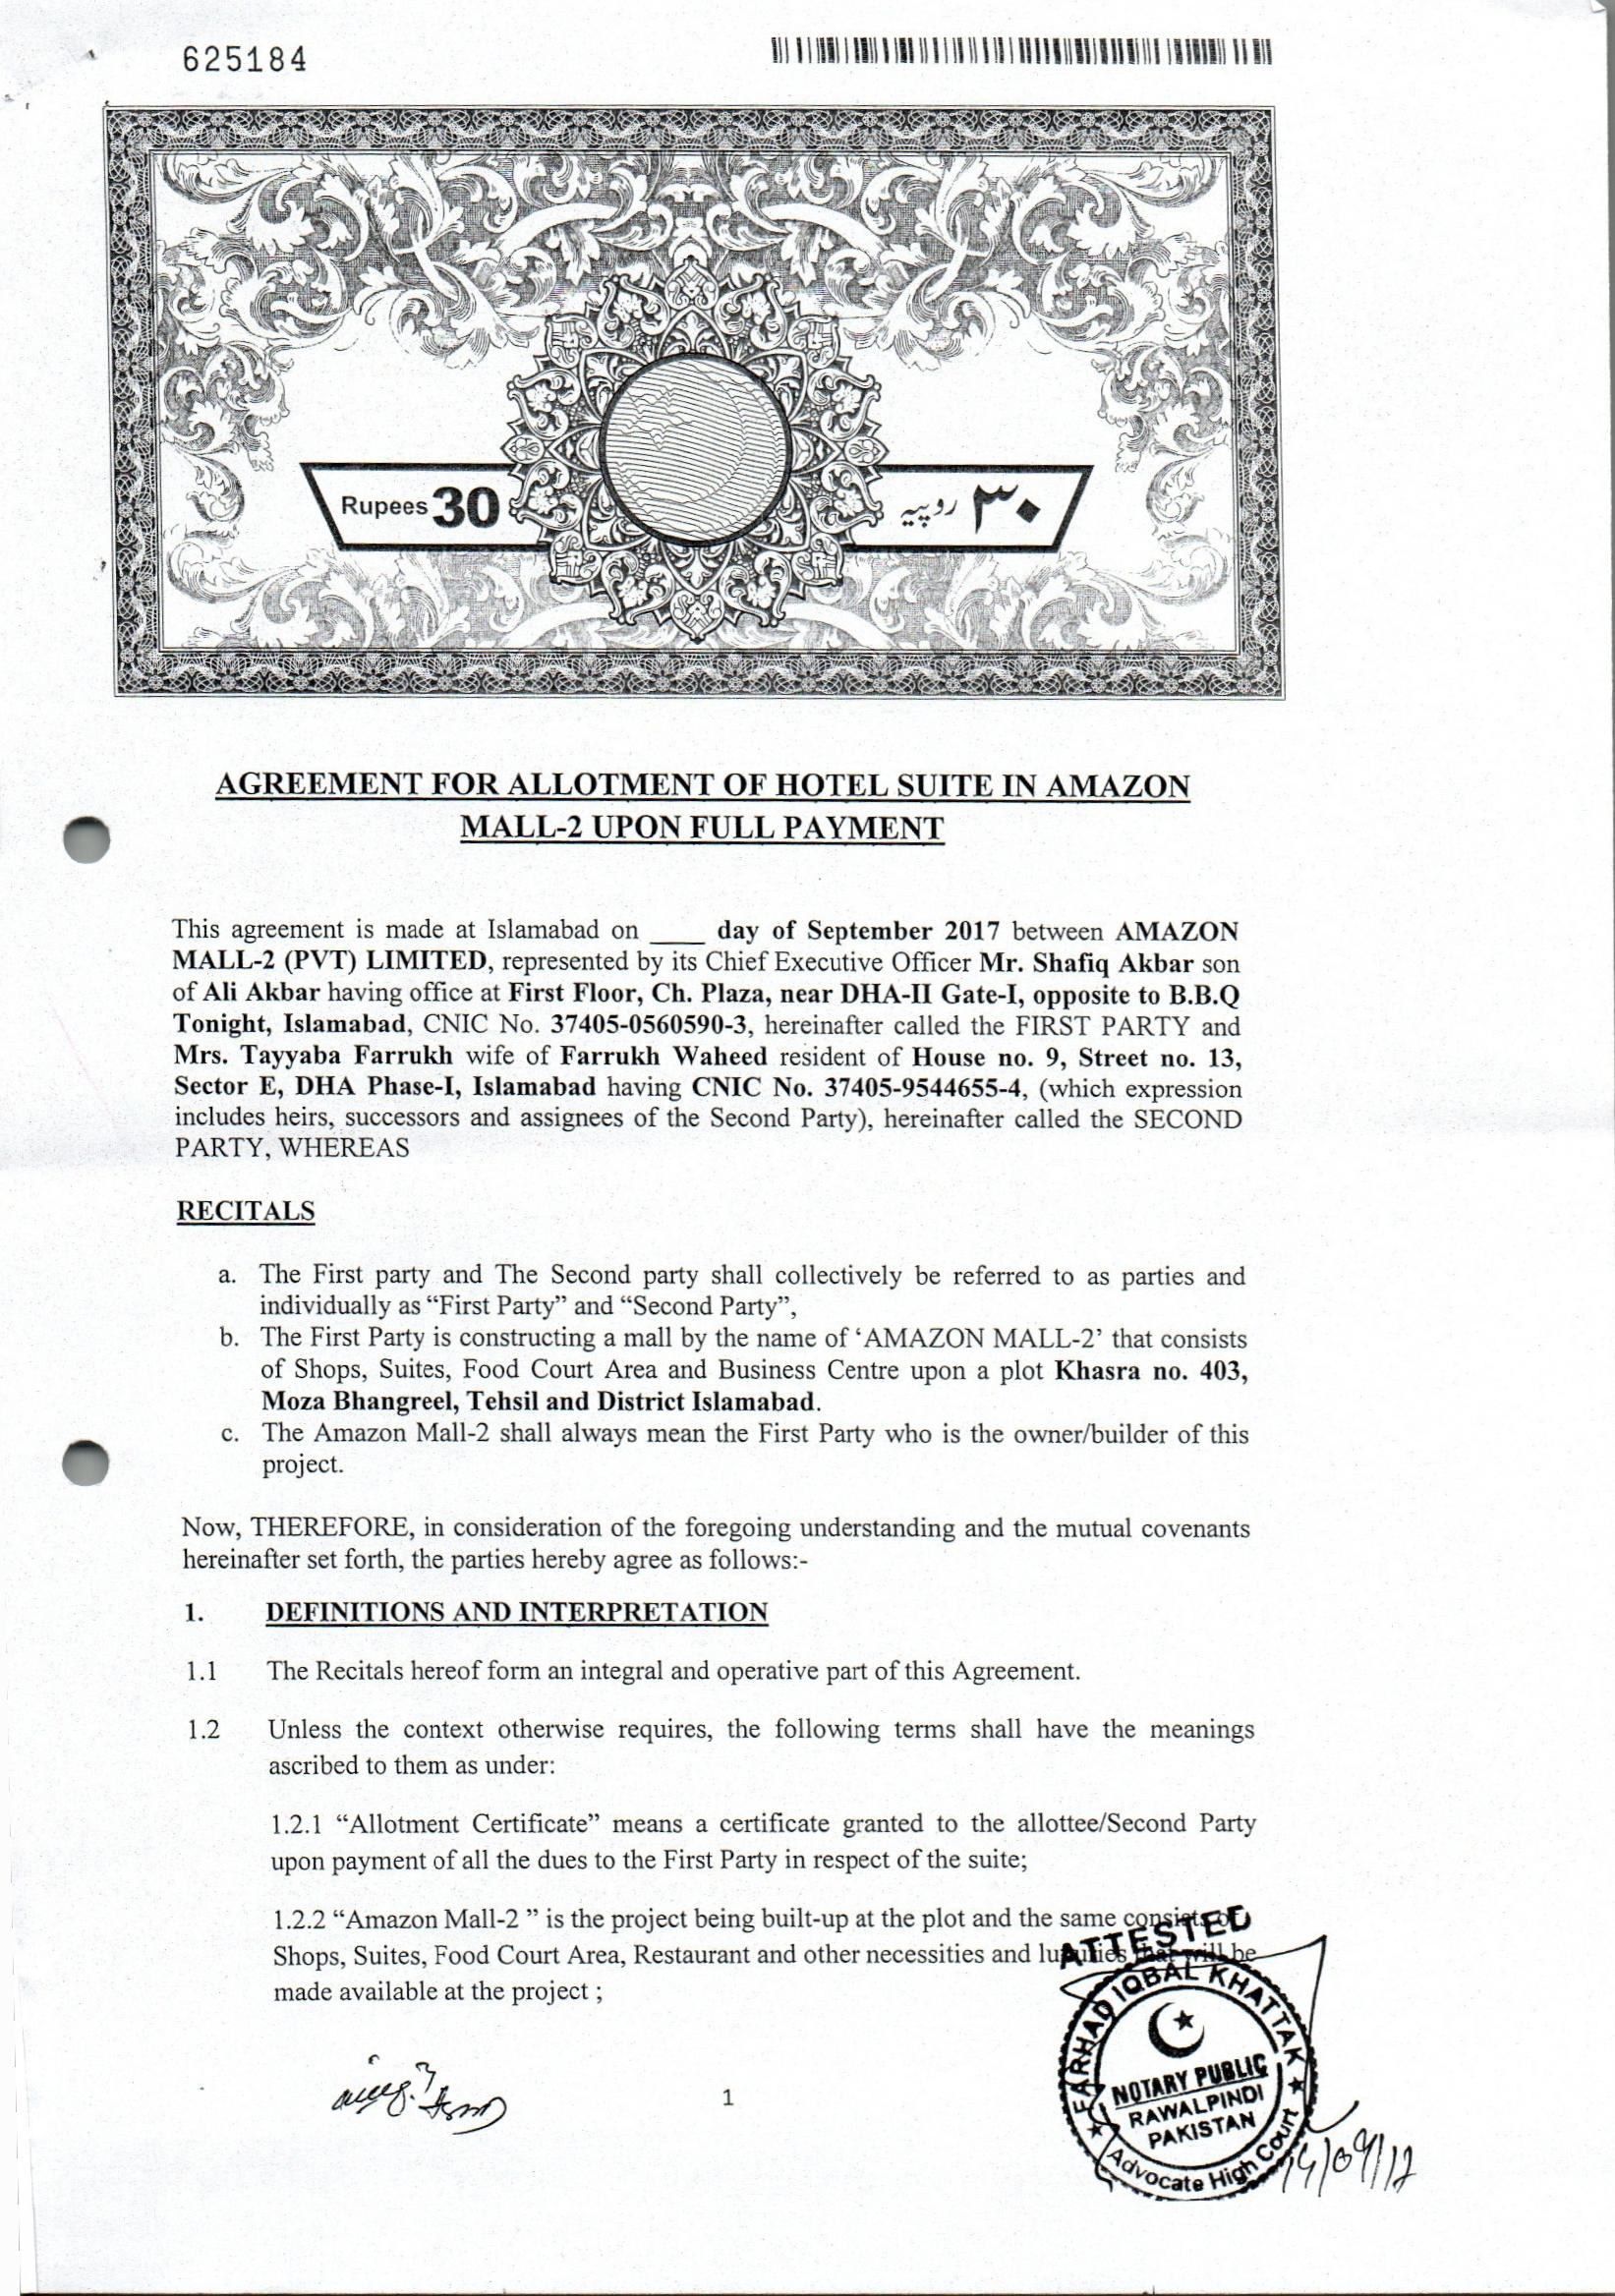 625184
Rupees 30
۳۰ روپیہ
AGREEMENT FOR ALLOTMENT OF HOTEL SUITE IN AMAZON
MALL-2 UPON FULL PAYMENT
This agreement is made at Islamabad on ____ day of September 2017 between AMAZON
MALL-2 (PVT) LIMITED, represented by its Chief Executive Officer Mr. Shafiq Akbar son
of Ali Akbar having office at First Floor, Ch. Plaza, near DHA-II Gate-I, opposite to B.B.Q
Tonight, Islamabad, CNIC No. 37405-0560590-3, hereinafter called the FIRST PARTY and
Mrs. Tayyaba Farrukh wife of Farrukh Waheed resident of House no. 9, Street no. 13,
Sector E, DHA Phase-I, Islamabad having CNIC No. 37405-9544655-4, (which expression
includes heirs, successors and assignees of the Second Party), hereinafter called the SECOND
PARTY, WHEREAS
RECITALS
a. The First party and The Second party shall collectively be referred to as parties and
individually as “First Party” and “Second Party”,
b. The First Party is constructing a mall by the name of ‘AMAZON MALL-2’ that consists
of Shops, Suites, Food Court Area and Business Centre upon a plot Khasra no. 403,
Moza Bhangreel, Tehsil and District Islamabad.
c. The Amazon Mall-2 shall always mean the First Party who is the owner/builder of this
project.
Now, THEREFORE, in consideration of the foregoing understanding and the mutual covenants
hereinafter set forth, the parties hereby agree as follows:-
1. DEFINITIONS AND INTERPRETATION
1.1 The Recitals hereof form an integral and operative part of this Agreement.
1.2 Unless the context otherwise requires, the following terms shall have the meanings
ascribed to them as under:
1.2.1 “Allotment Certificate” means a certificate granted to the allottee/Second Party
upon payment of all the dues to the First Party in respect of the suite;
1.2.2 “Amazon Mall-2 ” is the project being built-up at the plot and the same consists of
Shops, Suites, Food Court Area, Restaurant and other necessities and luxuries that will be
made available at the project ;
ATTESTED
FARHAD IQBAL KHATTAK
NOTARY PUBLIC
RAWALPINDI
PAKISTAN
Advocate High Court
1